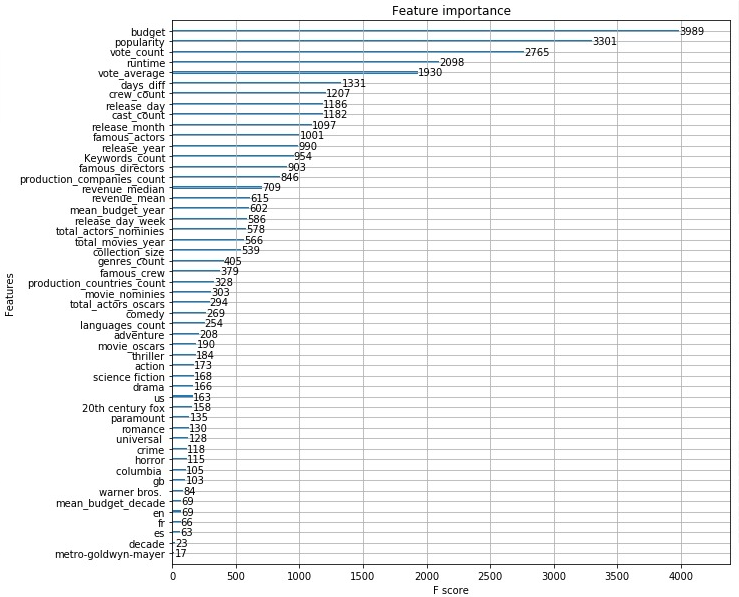 Feature importance
budget 3989
popularity 3301
vote_count 2765
runtime 2098
vote_average 1930
days_diff 1331
crew_count 1207
release_day 1186
cast_count 1182
release_month 1097
famous_actors 1001
release_year 990
Keywords_count 954
famous_directors 903
production_companies_count 846
revenue_median 709
revenue_mean 615
mean_budget_year 602
release_day_week 586
total_actors_nominies 578
total_movies_year 566
collection_size 539
genres_count 405
famous_crew 379
production_countries_count 328
movie_nominies 303
total_actors_oscars 294
comedy 269
languages_count 254
adventure 208
movie_oscars 190
thriller 184
action 173
science fiction 168
drama 166
us 163
20th century fox 158
paramount 135
romance 130
universal 128
crime 118
horror 115
columbia 105
gb 103
warner bros. 84
mean_budget_decade 69
en 69
fr 66
es 63
decade 23
metro-goldwyn-mayer 17
0 500 1000 1500 2000 2500 3000 3500 4000
F score
Features